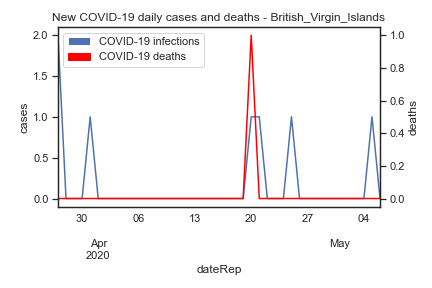 New COVID-19 daily cases and deaths - British_Virgin_Islands
COVID-19 infections
COVID-19 deaths
cases
2.0
1.5
1.0
0.5
0.0
deaths
1.0
0.8
0.6
0.4
0.2
0.0
30 06 13 20 27 04
Apr May
2020
dateRep